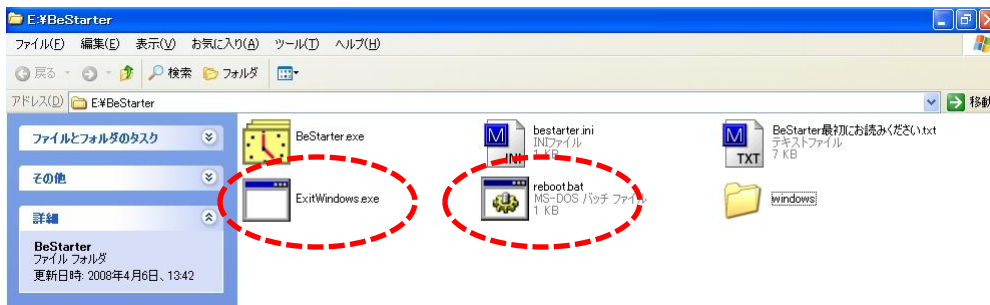 E:¥BeStarter
ファイル(F) 編集(E) 表示(V) お気に入り(A) ツール(T) ヘルプ(H)
戻る 検索 フォルダ
アドレス(D) E:¥BeStarter 移動
ファイルとフォルダのタスク
その他
詳細
BeStarter
ファイル フォルダ
更新日時: 2008年4月6日、13:42
BeStarter.exe
bestarter.ini
INIファイル
1 KB
M INI
BeStarter最初にお読みください.txt
テキストファイル
7 KB
M TXT
ExitWindows.exe
reboot.bat
MS-DOS バッチ ファイル
1 KB
windows